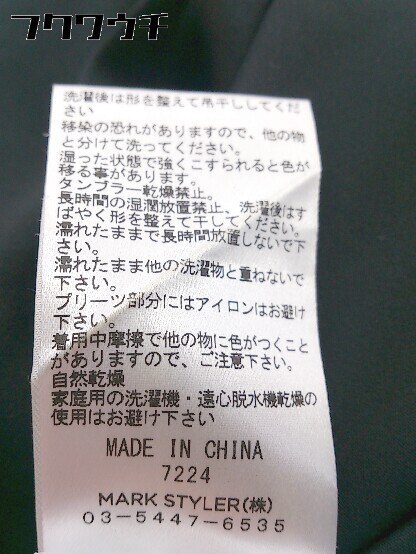 フクウクチ
洗濯後は形を整えて吊干ししてくだ
さい
移染の恐れがありますので、他の物
と分けて洗ってください。
湿った状態で強くこすられると色が
移る事があります。
タンブラー乾燥禁止。
長時間の湿潤放置禁止、洗濯後はす
ばやく形を整えて干してください。
濡れたままで長時間放置しないで下
さい。
濡れたまま他の洗濯物と重ねないで
下さい。
プリーツ部分にはアイロンはお避け
下さい。
着用中摩擦で他の物に色がつくこと
がありますので、ご注意下さい。
自然乾燥
家庭用の洗濯機・遠心脱水機乾燥の
使用はお避け下さい
MADE IN CHINA
7224
MARK STYLER(株)
03-5447-6535